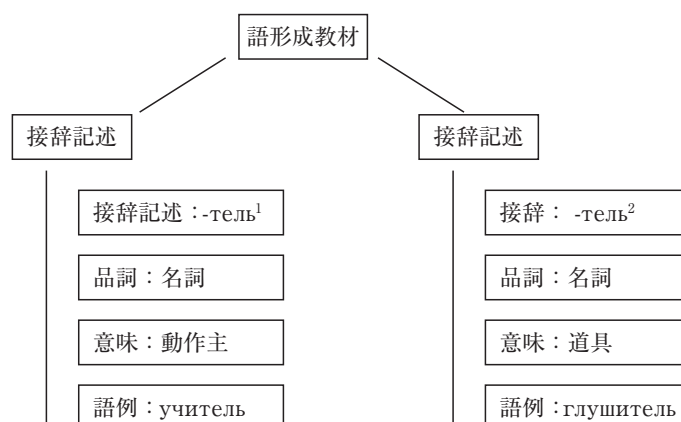 語形成教材
接辞記述
接辞記述
接辞記述：-тель¹
品詞：名詞
意味：動作主
語例：учитель
接辞： -тель²
品詞：名詞
意味：道具
語例：глушитель